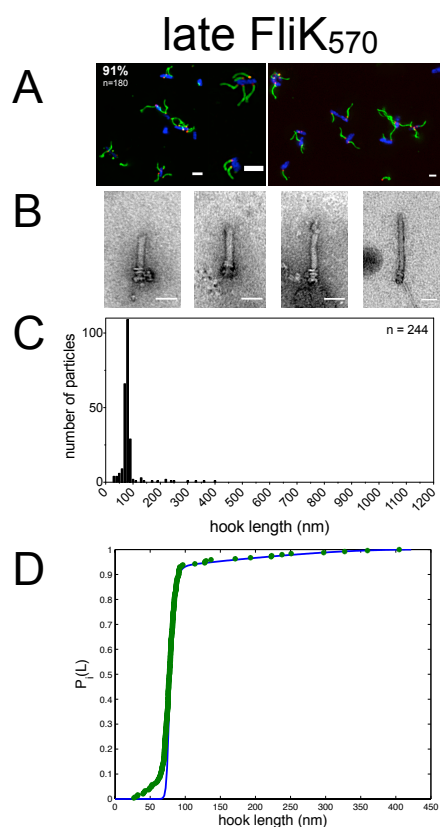 late FliK570
A
91%
n=180
B
C
n = 244
100
50
0
number of particles
0
100
200
300
400
500
600
700
800
900
1000
1100
1200
hook length (nm)
D
1
0.9
0.8
0.7
0.6
0.5
0.4
0.3
0.2
0.1
0
Pi(L)
0 50 100 150 200 250 300 350 400 450
hook length (nm)